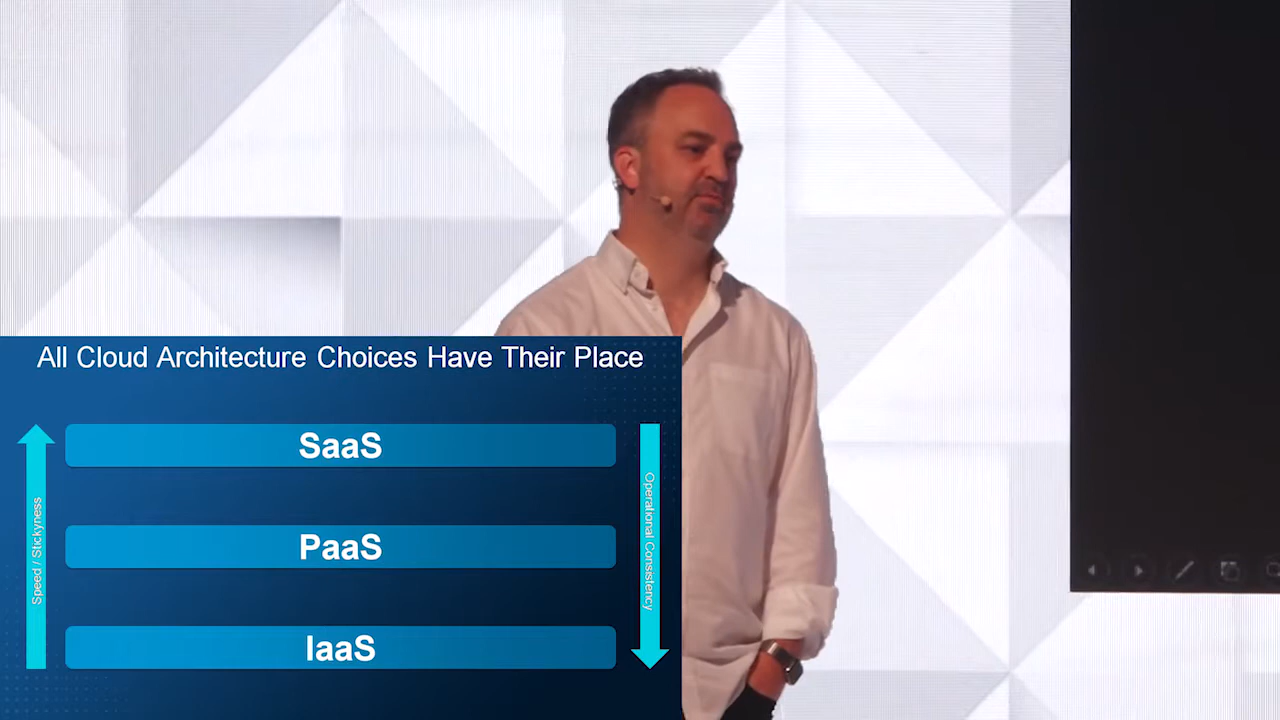 All Cloud Architecture Choices Have Their Place
SaaS
PaaS
IaaS
Speed / Stickyness
Operational Consistency